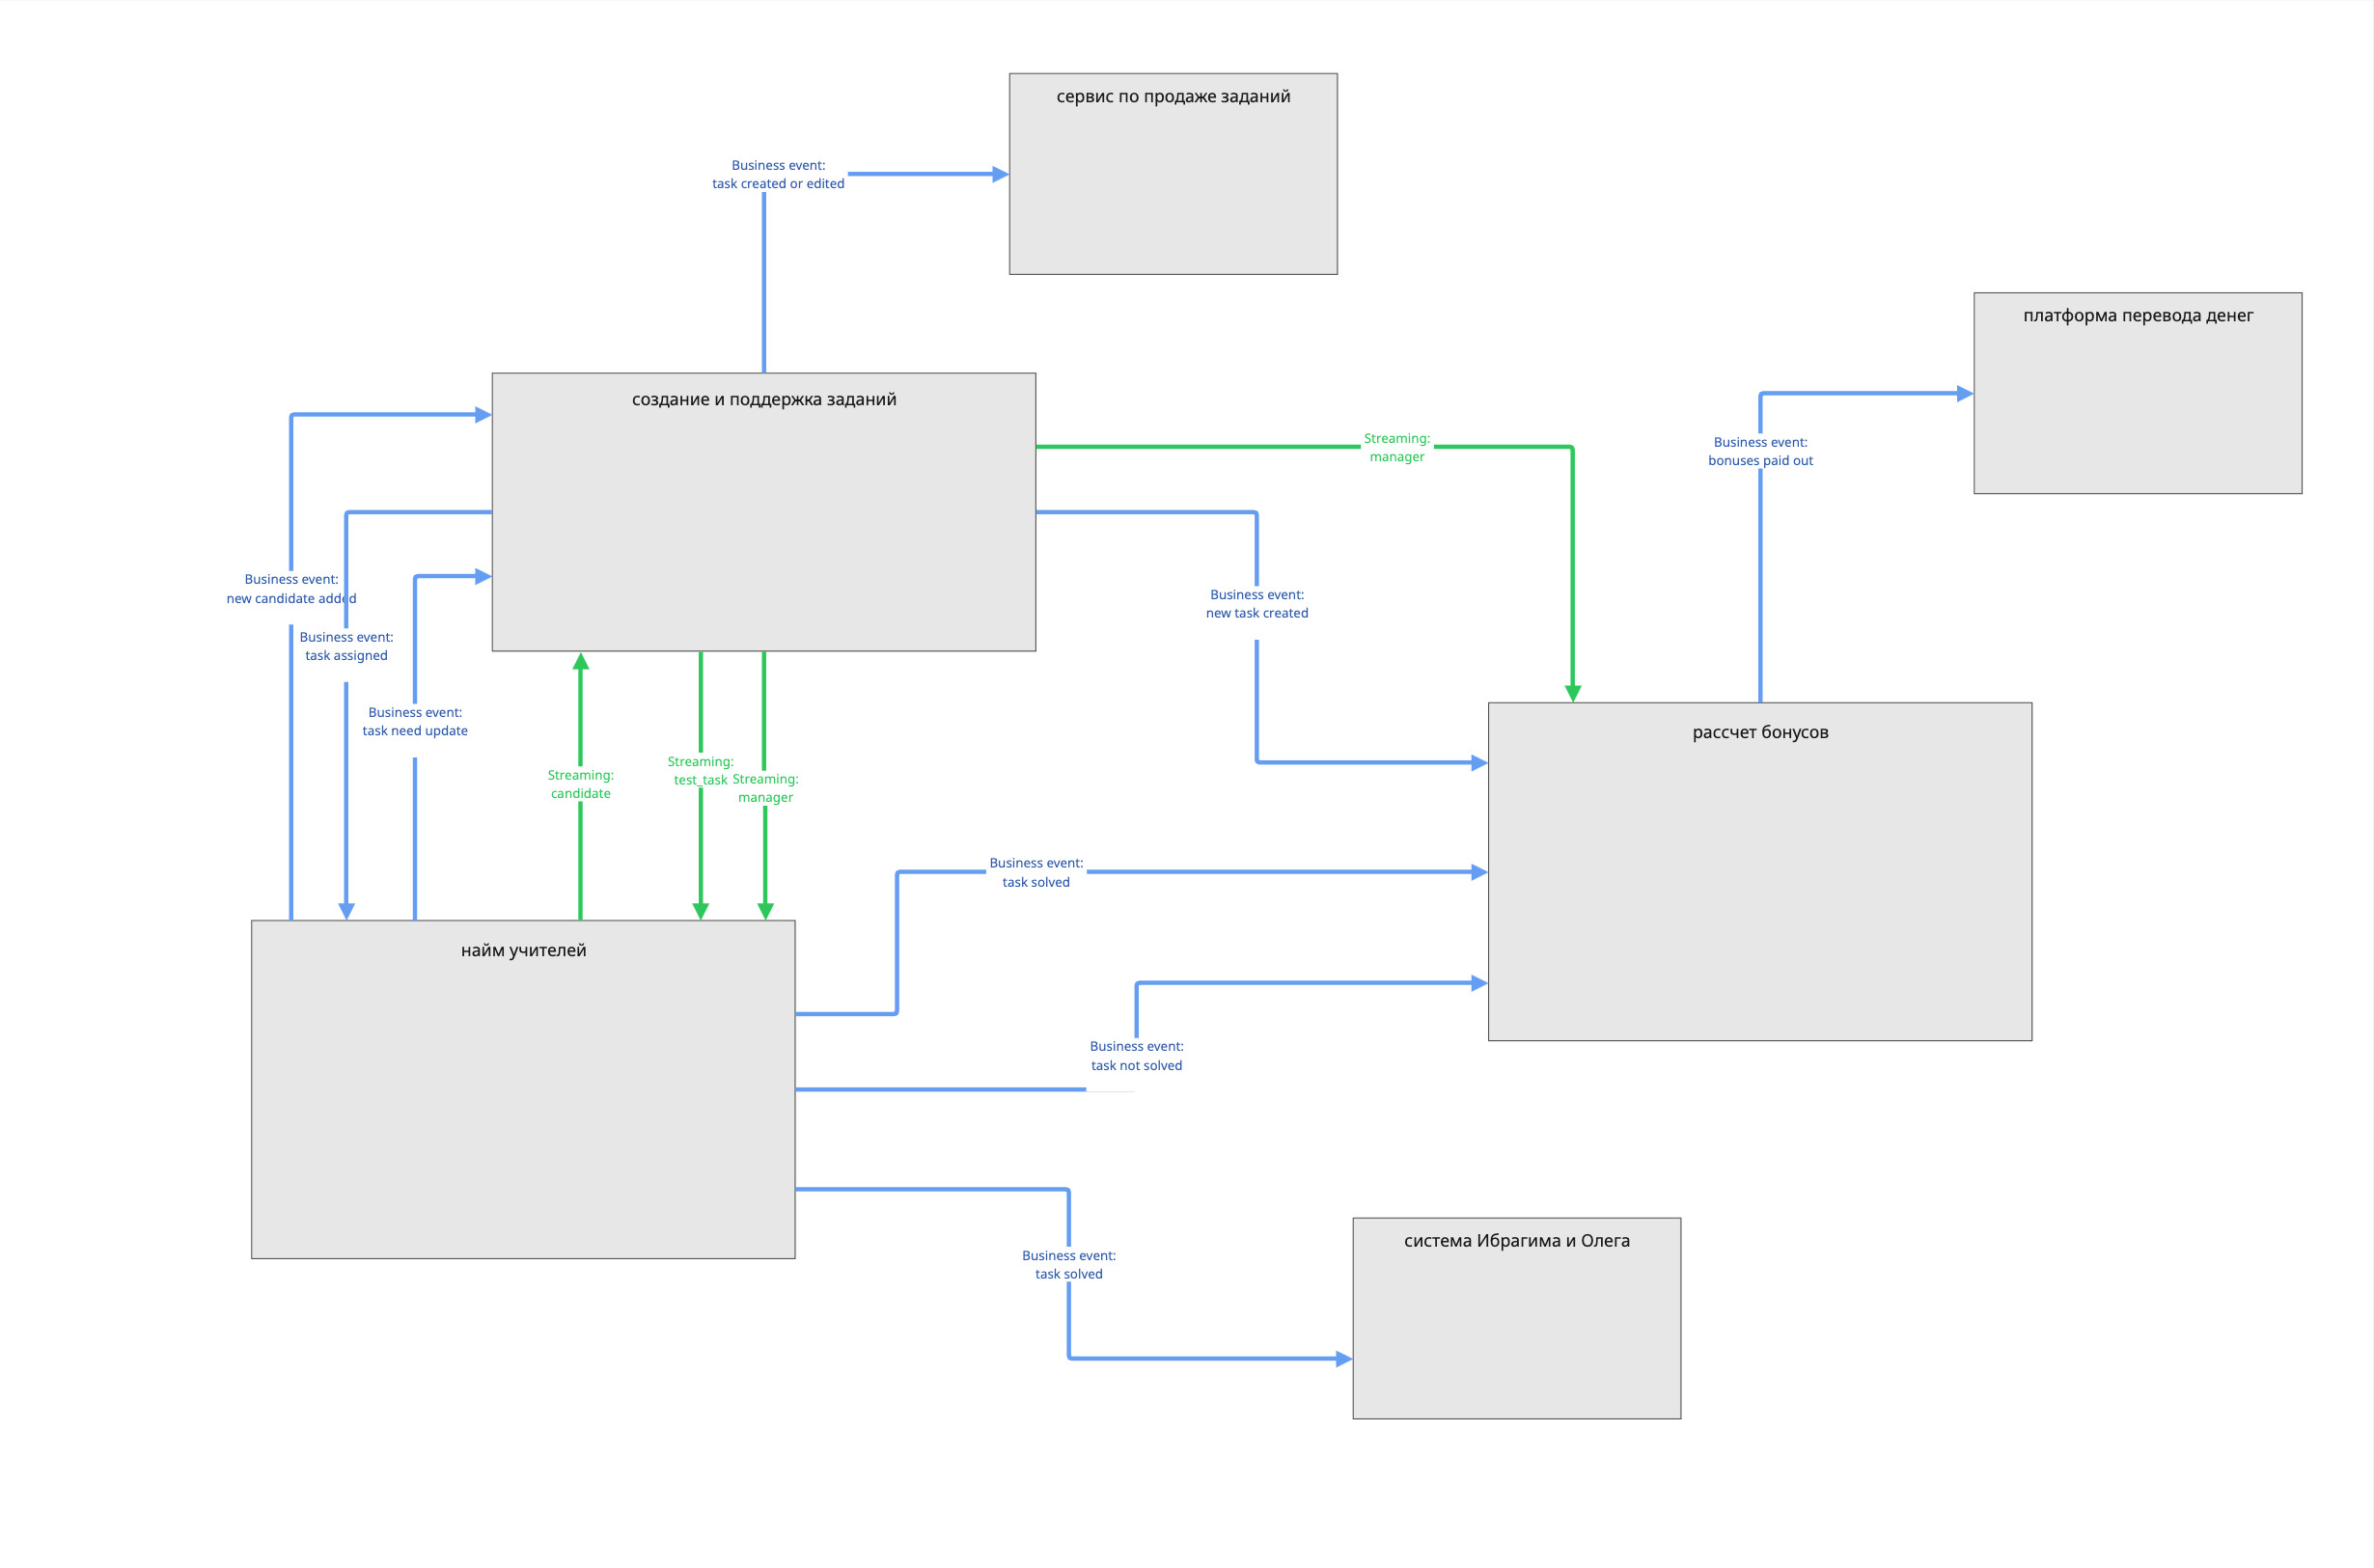 сервис по продаже заданий
Business event:
task created or edited
платформа перевода денег
создание и поддержка заданий
Streaming:
manager
Business event:
bonuses paid out
Business event:
new candidate added
Business event:
new task created
Business event:
task assigned
Business event:
task need update
рассчет бонусов
Streaming:
candidate
Streaming:
test_task
Streaming:
manager
Business event:
task solved
найм учителей
Business event:
task not solved
Business event:
task solved
система Ибрагима и Олега